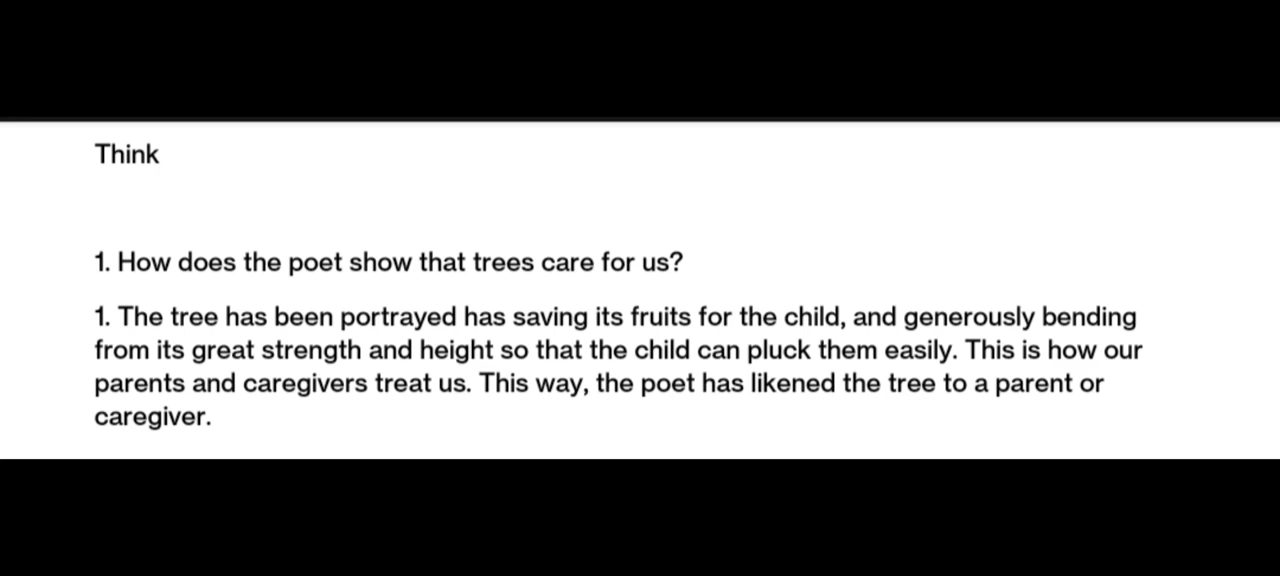 Think
1. How does the poet show that trees care for us?
1. The tree has been portrayed has saving its fruits for the child, and generously bending
from its great strength and height so that the child can pluck them easily. This is how our
parents and caregivers treat us. This way, the poet has likened the tree to a parent or
caregiver.